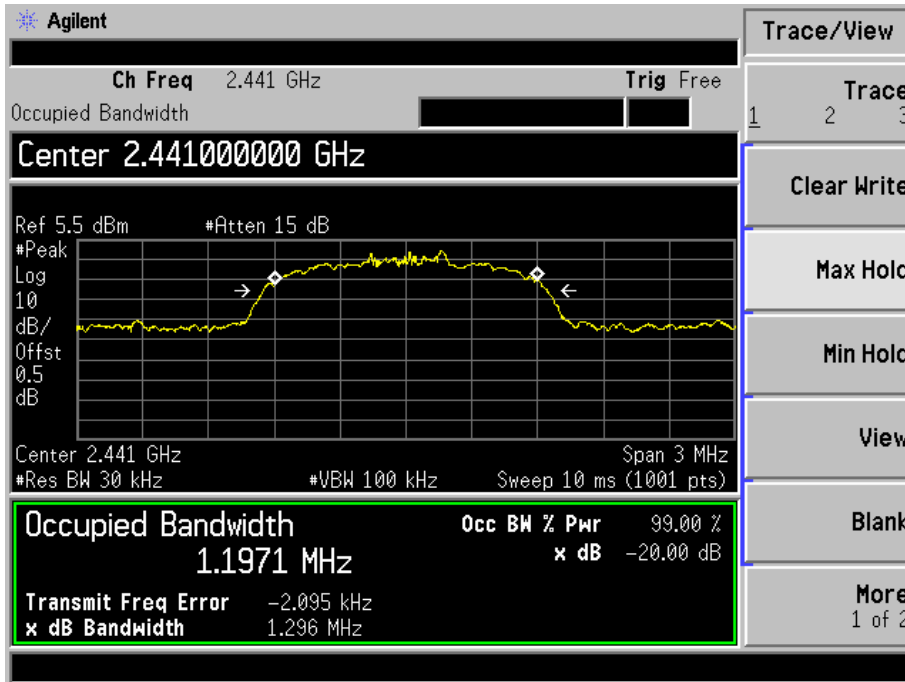 Agilent
Ch Freq 2.441 GHz Trig Free
Occupied Bandwidth
Center 2.441000000 GHz
Ref 5.5 dBm #Atten 15 dB
#Peak
Log
10
dB/
Offst
0.5
dB
Center 2.441 GHz Span 3 MHz
#Res BW 30 kHz #VBW 100 kHz Sweep 10 ms (1001 pts)
Occupied Bandwidth Occ BW % Pwr 99.00 %
1.1971 MHz x dB -20.00 dB
Transmit Freq Error -2.095 kHz
x dB Bandwidth 1.296 MHz
Trace/View
Trace
1 2 3
Clear Write
Max Hold
Min Hold
View
Blank
More
1 of 2